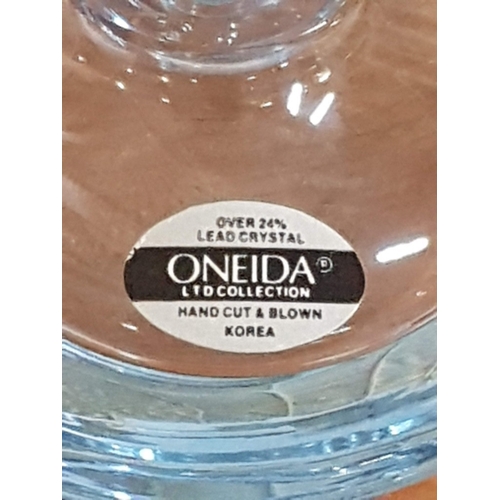 OVER 24%
LEAD CRYSTAL
ONEIDA®
LTD COLLECTION
HAND CUT & BLOWN
KOREA